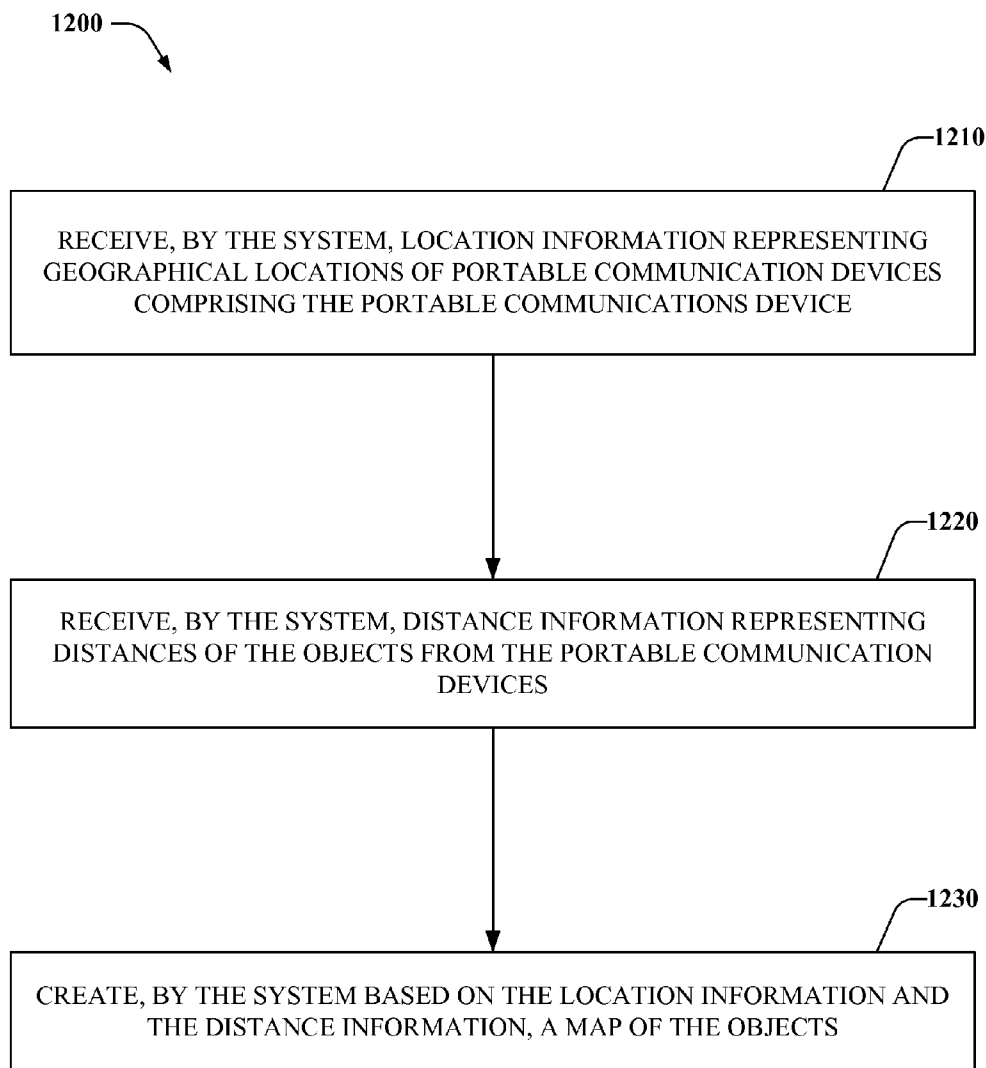 1200
1210
RECEIVE, BY THE SYSTEM, LOCATION INFORMATION REPRESENTING
GEOGRAPHICAL LOCATIONS OF PORTABLE COMMUNICATION DEVICES
COMPRISING THE PORTABLE COMMUNICATIONS DEVICE
1220
RECEIVE, BY THE SYSTEM, DISTANCE INFORMATION REPRESENTING
DISTANCES OF THE OBJECTS FROM THE PORTABLE COMMUNICATION
DEVICES
1230
CREATE, BY THE SYSTEM BASED ON THE LOCATION INFORMATION AND
THE DISTANCE INFORMATION, A MAP OF THE OBJECTS